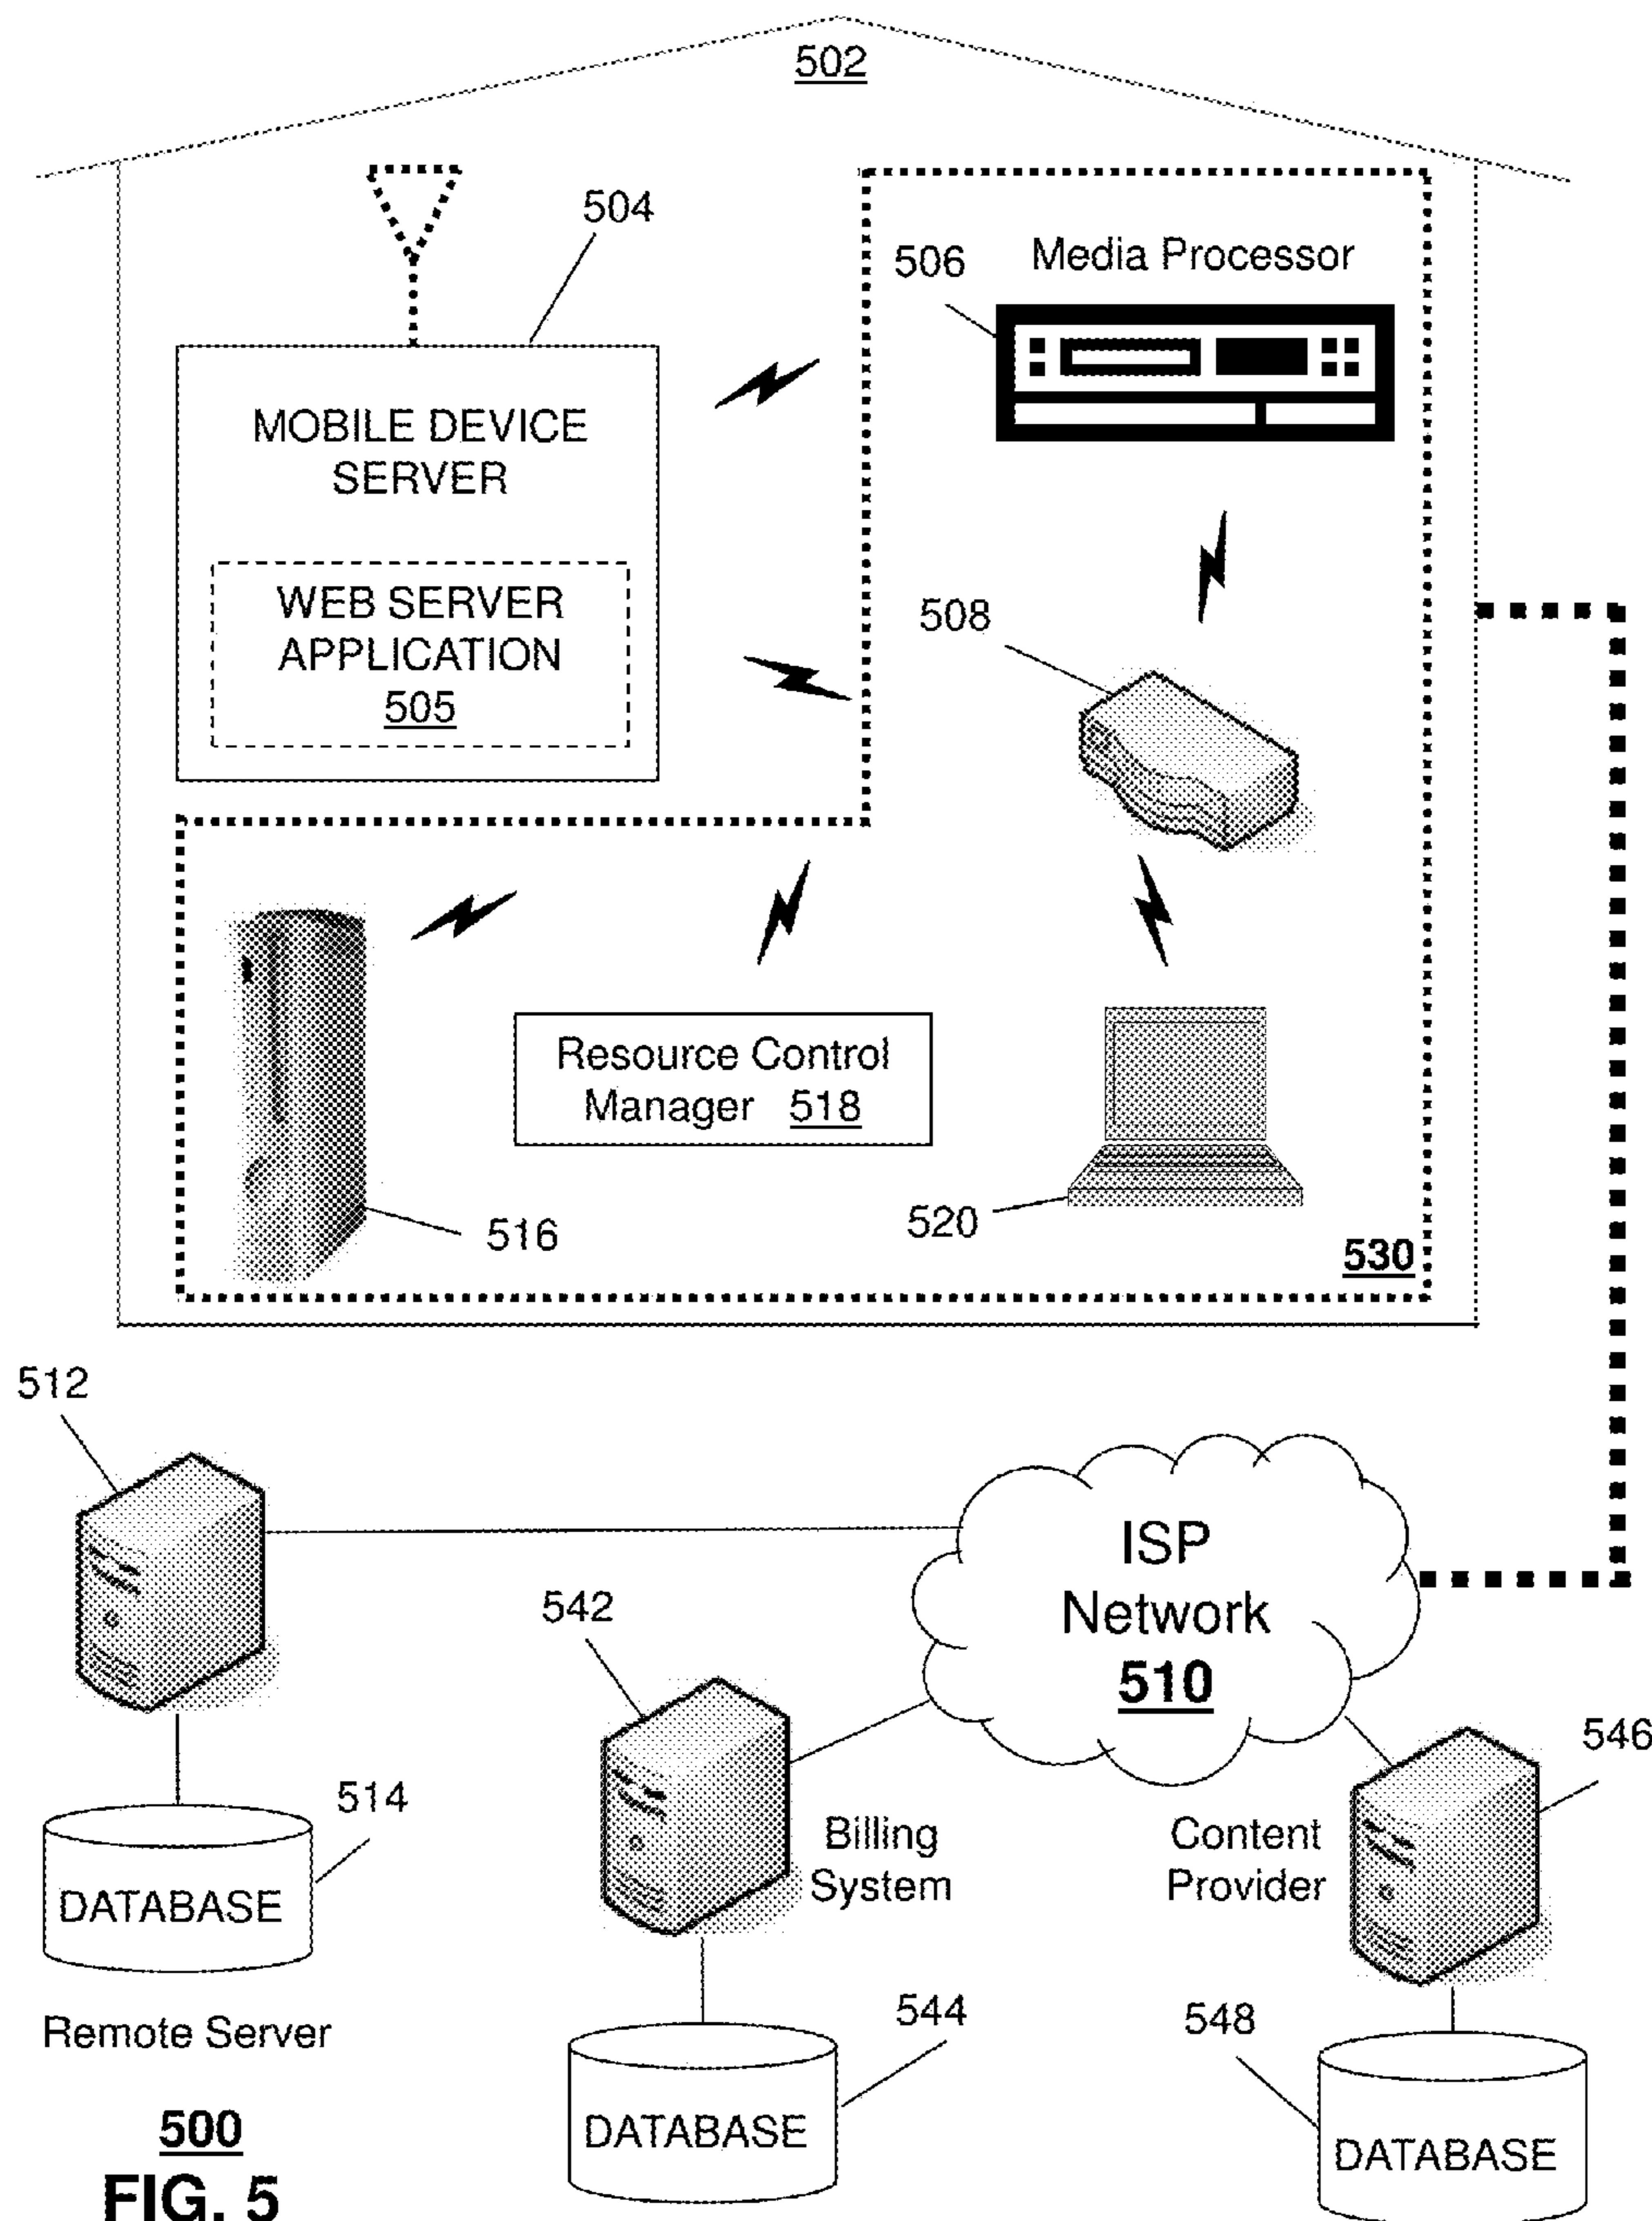 502
504
506
Media Processor
MOBILE DEVICE
SERVER
WEB SERVER
APPLICATION
505
508
Resource Control
Manager 518
516
520
530
512
ISP
Network
510
542
546
514
Billing
System
Content
Provider
DATABASE
Remote Server
544
548
DATABASE
DATABASE
500
FIG. 5